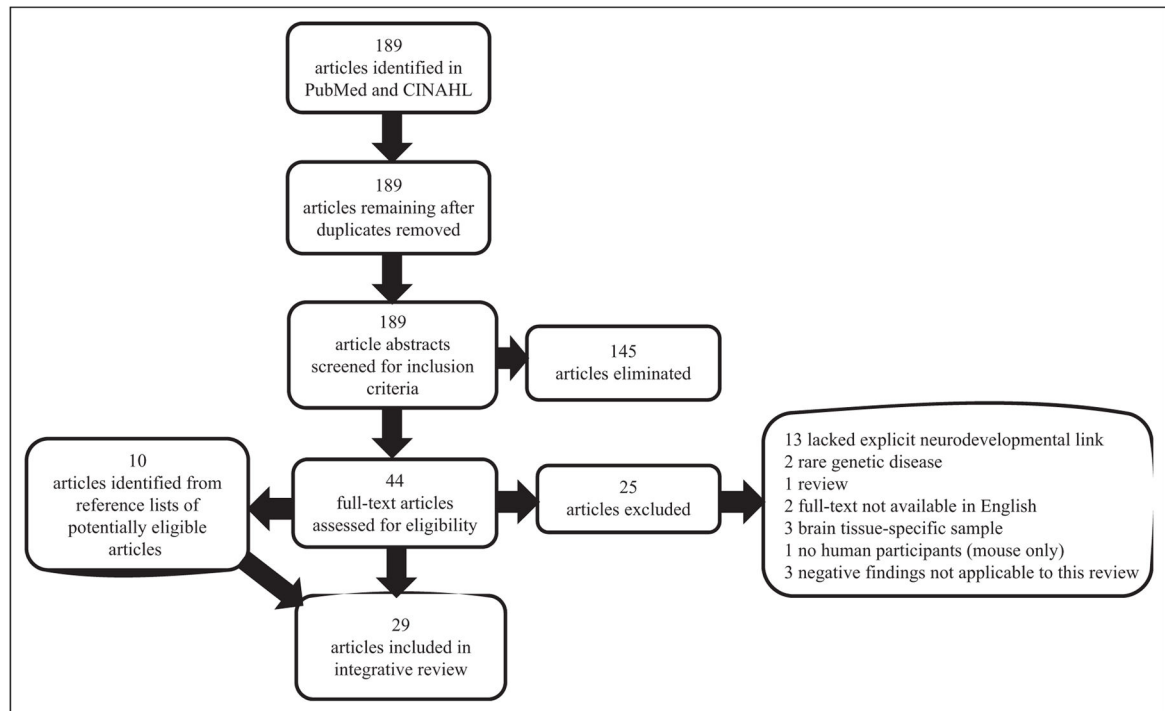 189
articles identified in
PubMed and CINAHL
189
articles remaining after
duplicates removed
189
article abstracts
screened for inclusion
criteria
145
articles eliminated
10
articles identified from
reference lists of
potentially eligible
articles
44
full-text articles
assessed for eligibility
25
articles excluded
13 lacked explicit neurodevelopmental link
2 rare genetic disease
1 review
2 full-text not available in English
3 brain tissue-specific sample
1 no human participants (mouse only)
3 negative findings not applicable to this review
29
articles included in
integrative review